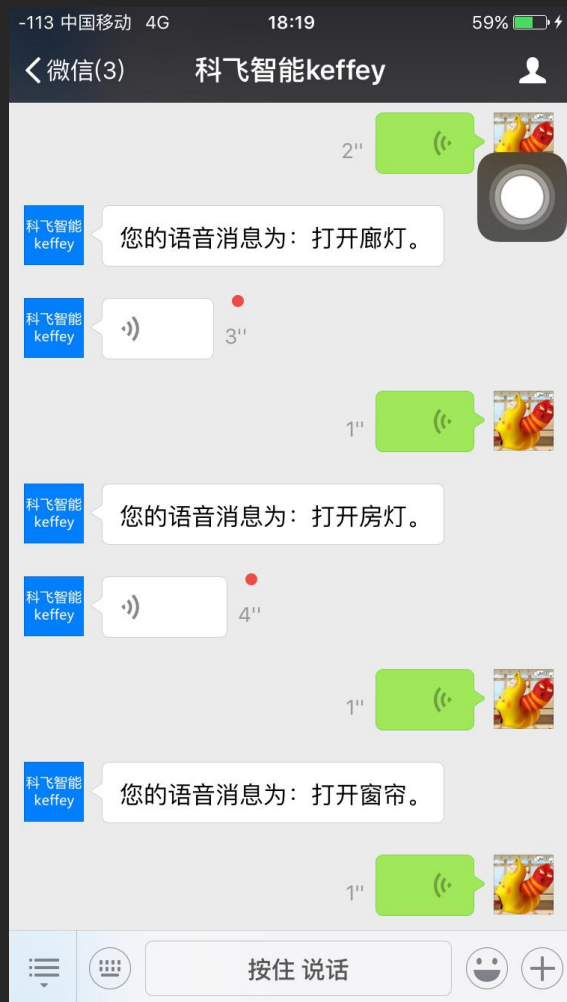 -113 中国移动 4G 18:19 59%
微信(3) 科飞智能keffey
2''
科飞智能
keffey
您的语音消息为：打开廊灯。
科飞智能
keffey
3''
1''
科飞智能
keffey
您的语音消息为：打开房灯。
科飞智能
keffey
4''
1''
科飞智能
keffey
您的语音消息为：打开窗帘。
1''
按住 说话